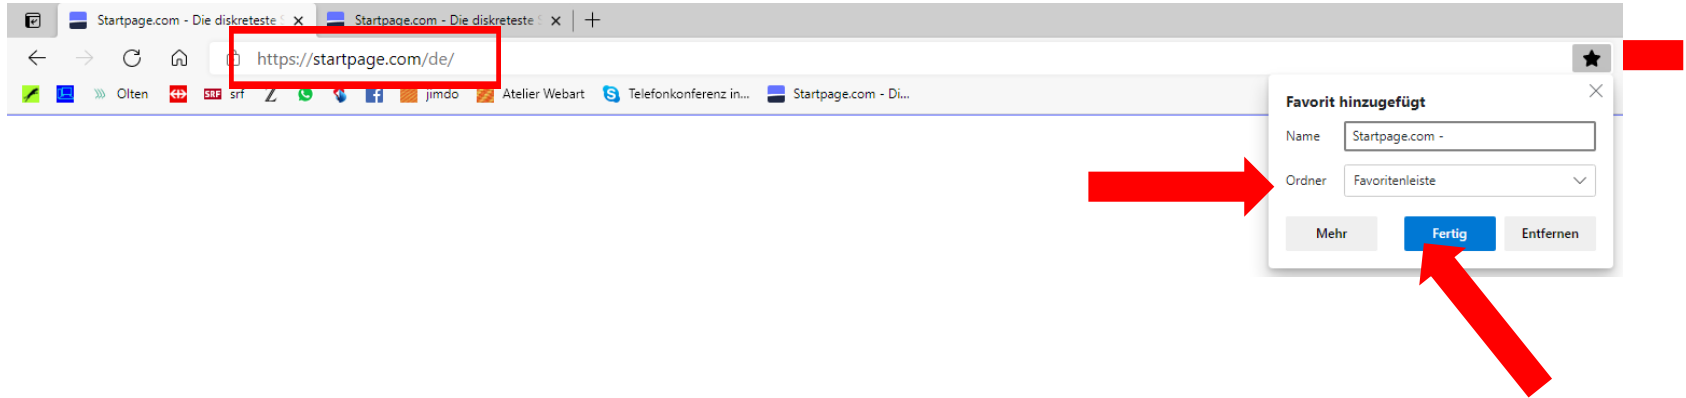 Startpage.com - Die diskreteste S
Startpage.com - Die diskreteste S
https://startpage.com/de/
Olten
SRF srf
jimdo
Atelier Webart
Telefonkonferenz in...
Startpage.com - Di...
Favorit hinzugefügt
Name Startpage.com -
Ordner Favoritenleiste
Mehr Fertig Entfernen